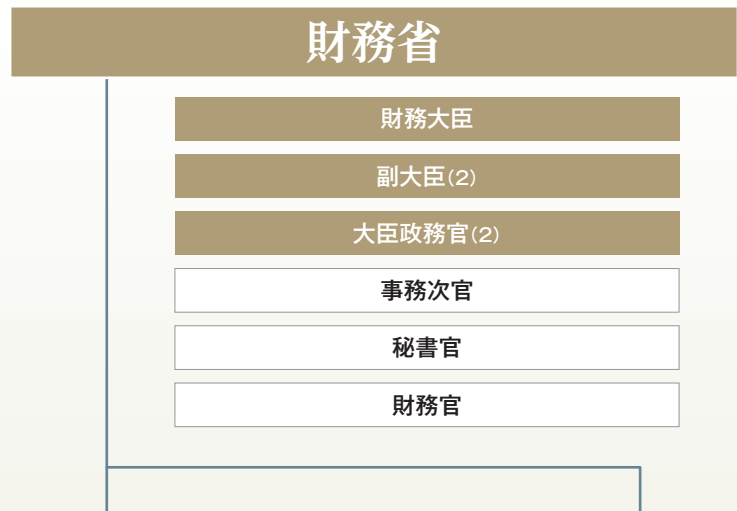 財務省
財務大臣
副大臣(2)
大臣政務官(2)
事務次官
秘書官
財務官